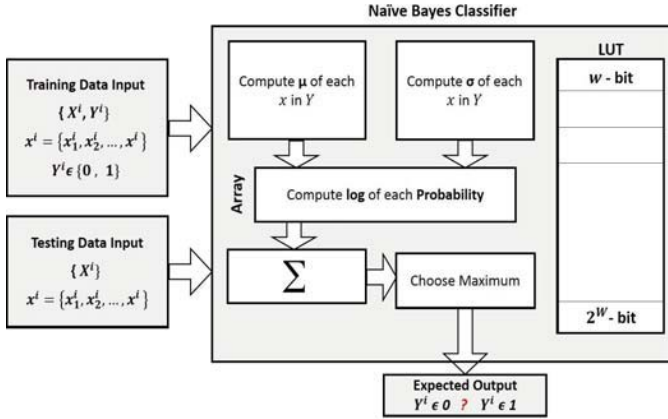 Naïve Bayes Classifier
Training Data Input
{X^i, Y^i}
x^i = {x_1^i, x_2^i, ..., x^i}
Y^i ϵ {0 , 1}
Testing Data Input
{X^i}
x^i = {x_1^i, x_2^i, ..., x^i}
Compute μ of each
x in Y
Compute σ of each
x in Y
Array
Compute log of each Probability
Σ
Choose Maximum
LUT
w - bit
2^W - bit
Expected Output
Y^i ϵ 0 ? Y^i ϵ 1